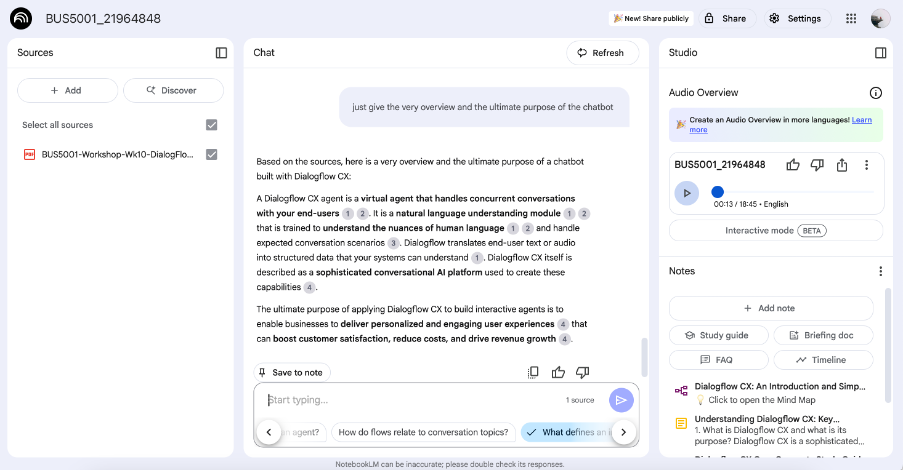 BUS5001_21964848
🎉 New! Share publicly
Share
Settings
Sources
Add
Discover
Select all sources
PDF
BUS5001-Workshop-Wk10-DialogFlo...
Chat
Refresh
just give the very overview and the ultimate purpose of the chatbot
Based on the sources, here is a very overview and the ultimate purpose of a chatbot
built with Dialogflow CX:
A Dialogflow CX agent is a virtual agent that handles concurrent conversations
with your end-users 1 2. It is a natural language understanding module 1 2
that is trained to understand the nuances of human language 1 2 and handle
expected conversation scenarios 3. Dialogflow translates end-user text or audio
into structured data that your systems can understand 1. Dialogflow CX itself is
described as a sophisticated conversational AI platform used to create these
capabilities 4.
The ultimate purpose of applying Dialogflow CX to build interactive agents is to
enable businesses to deliver personalized and engaging user experiences 4 that
can boost customer satisfaction, reduce costs, and drive revenue growth 4.
Save to note
Start typing...
1 source
an agent?
How do flows relate to conversation topics?
What defines an i
Studio
Audio Overview
🎉 Create an Audio Overview in more languages! Learn
more
BUS5001_21964848
00:13 / 18:45 • English
Interactive mode BETA
Notes
Add note
Study guide
Briefing doc
FAQ
Timeline
Dialogflow CX: An Introduction and Simp...
💡 Click to open the Mind Map
Understanding Dialogflow CX: Key...
1. What is Dialogflow CX and what is its
purpose? Dialogflow CX is a sophisticated...
NotebookLM can be inaccurate; please double check its responses.